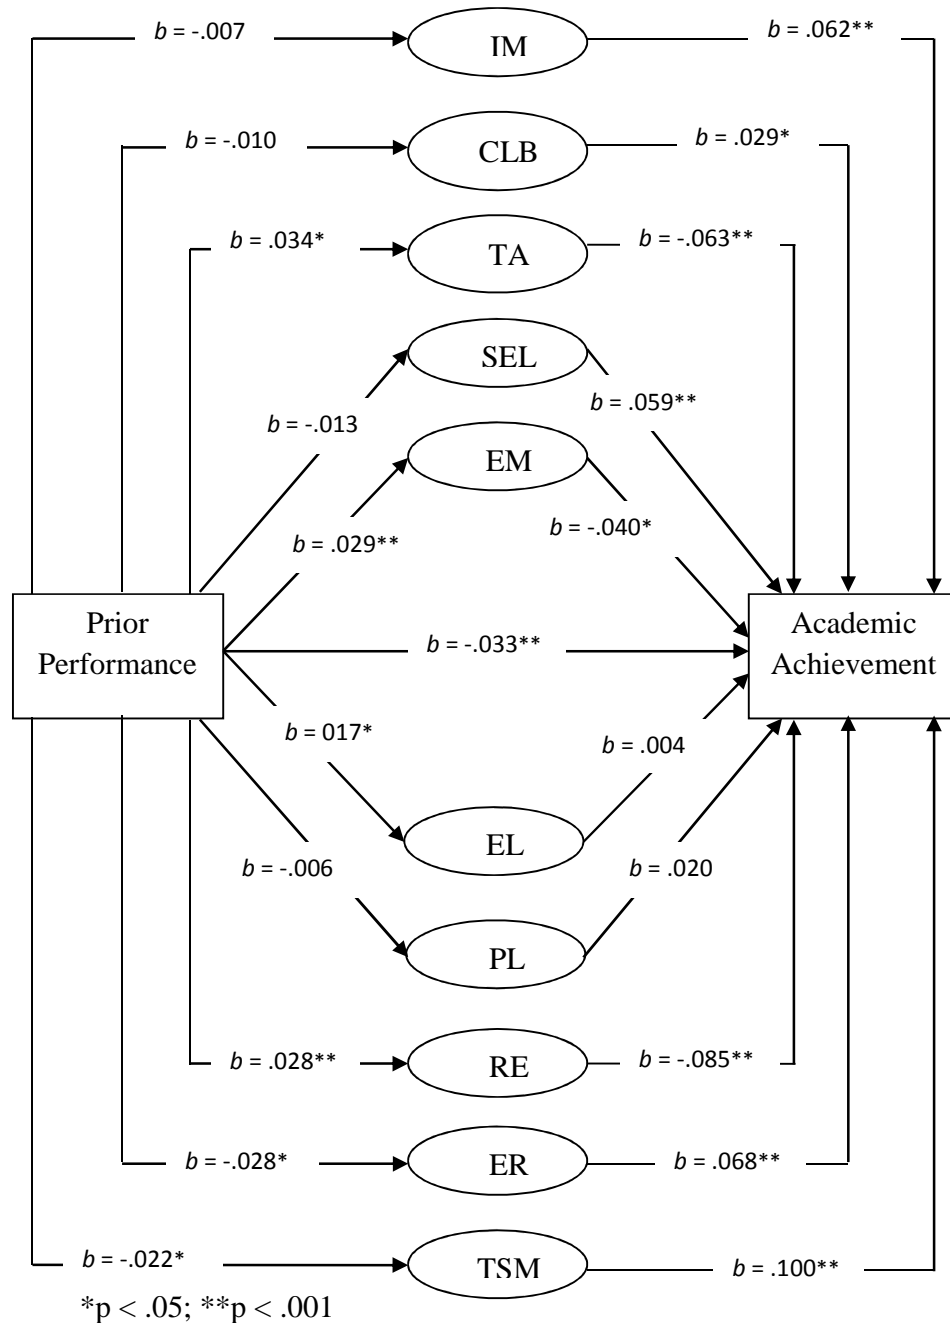 b = -.007
IM
b = .062**
b = -.010
CLB
b = .029*
b = .034*
TA
b = -.063**
SEL
b = -.013
b = .059**
EM
b = .029**
b = -.040*
Prior
Performance
b = -.033**
Academic
Achievement
b = 017*
b = .004
EL
b = -.006
b = .020
PL
b = .028**
RE
b = -.085**
b = -.028*
ER
b = .068**
b = -.022*
TSM
b = .100**
*p < .05; **p < .001